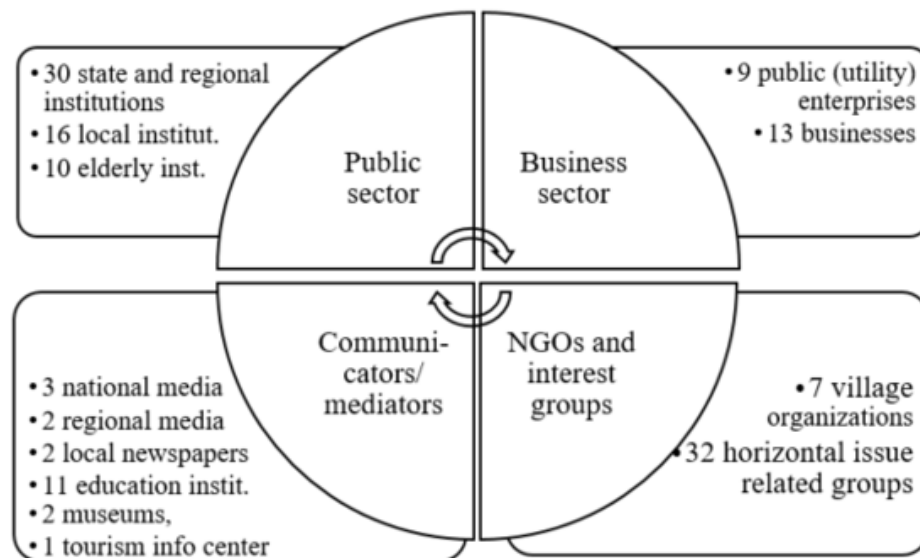 • 30 state and regional
institutions
• 16 local institut.
• 10 elderly inst.
Public
sector
Business
sector
• 9 public (utility)
enterprises
• 13 businesses
Communi-
cators/
mediators
• 3 national media
• 2 regional media
• 2 local newspapers
• 11 education instit.
• 2 museums,
• 1 tourism info center
NGOs and
interest
groups
• 7 village
organizations
• 32 horizontal issue
related groups